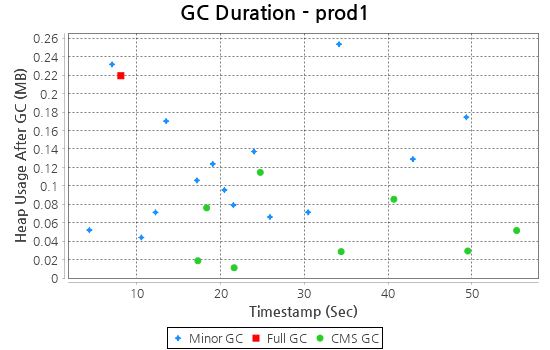 GC Duration - prod1
Heap Usage After GC (MB)
0.26
0.24
0.22
0.2
0.18
0.16
0.14
0.12
0.1
0.08
0.06
0.04
0.02
0
10 20 30 40 50
Timestamp (Sec)
Minor GC Full GC CMS GC